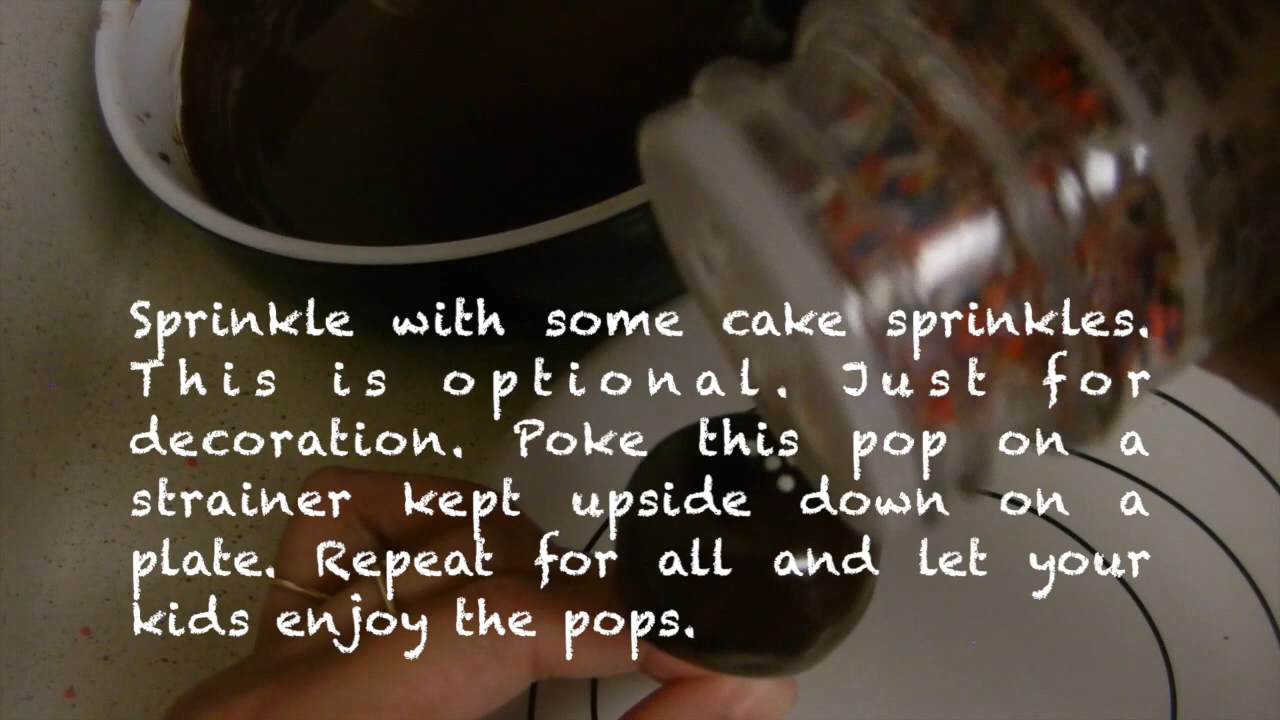 Sprinkle with some cake sprinkles.
This is optional. Just for
decoration. Poke this pop on a
strainer kept upside down on a
plate. Repeat for all and let your
kids enjoy the pops.